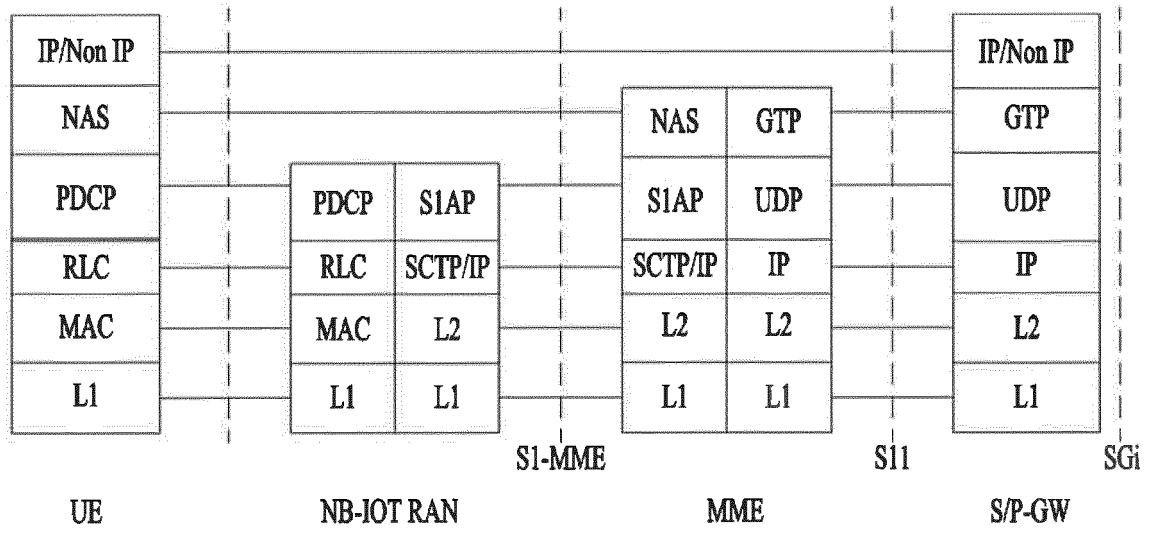 IP/Non IP IP/Non IP
NAS NAS GTP GTP
PDCP PDCP S1AP S1AP UDP UDP
RLC RLC SCTP/IP SCTP/IP IP IP
MAC MAC L2 L2 L2 L2
L1 L1 L1 L1 L1 L1
S1-MME S11 SGi
UE NB-IOT RAN MME S/P-GW